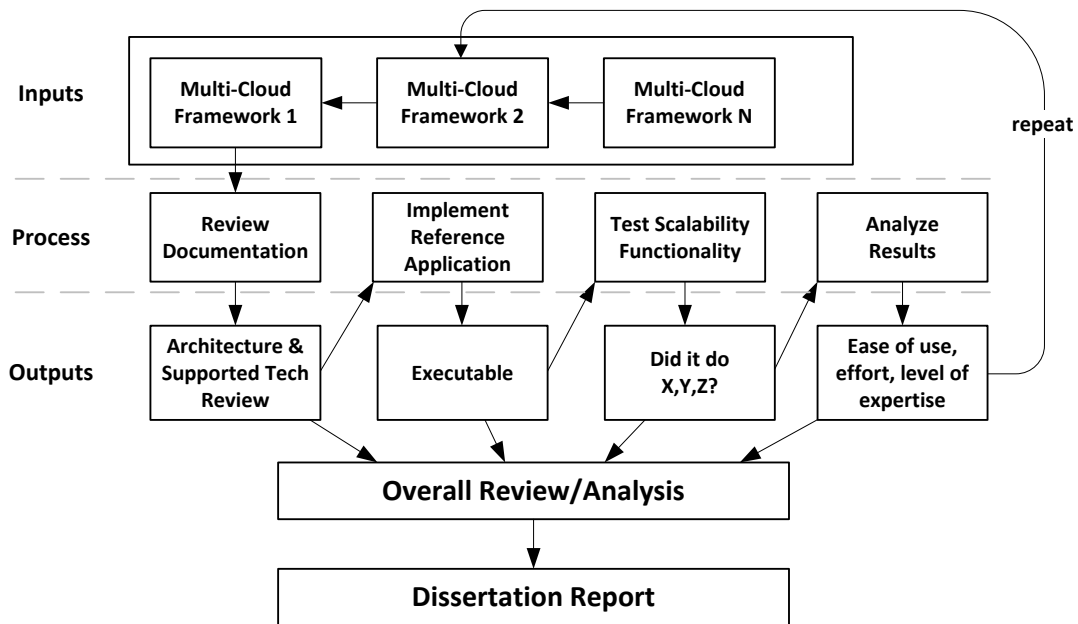 Inputs
Multi-Cloud
Framework 1
Multi-Cloud
Framework 2
Multi-Cloud
Framework N
repeat
Process
Review
Documentation
Implement
Reference
Application
Test Scalability
Functionality
Analyze
Results
Outputs
Architecture &
Supported Tech
Review
Executable
Did it do
X,Y,Z?
Ease of use,
effort, level of
expertise
Overall Review/Analysis
Dissertation Report